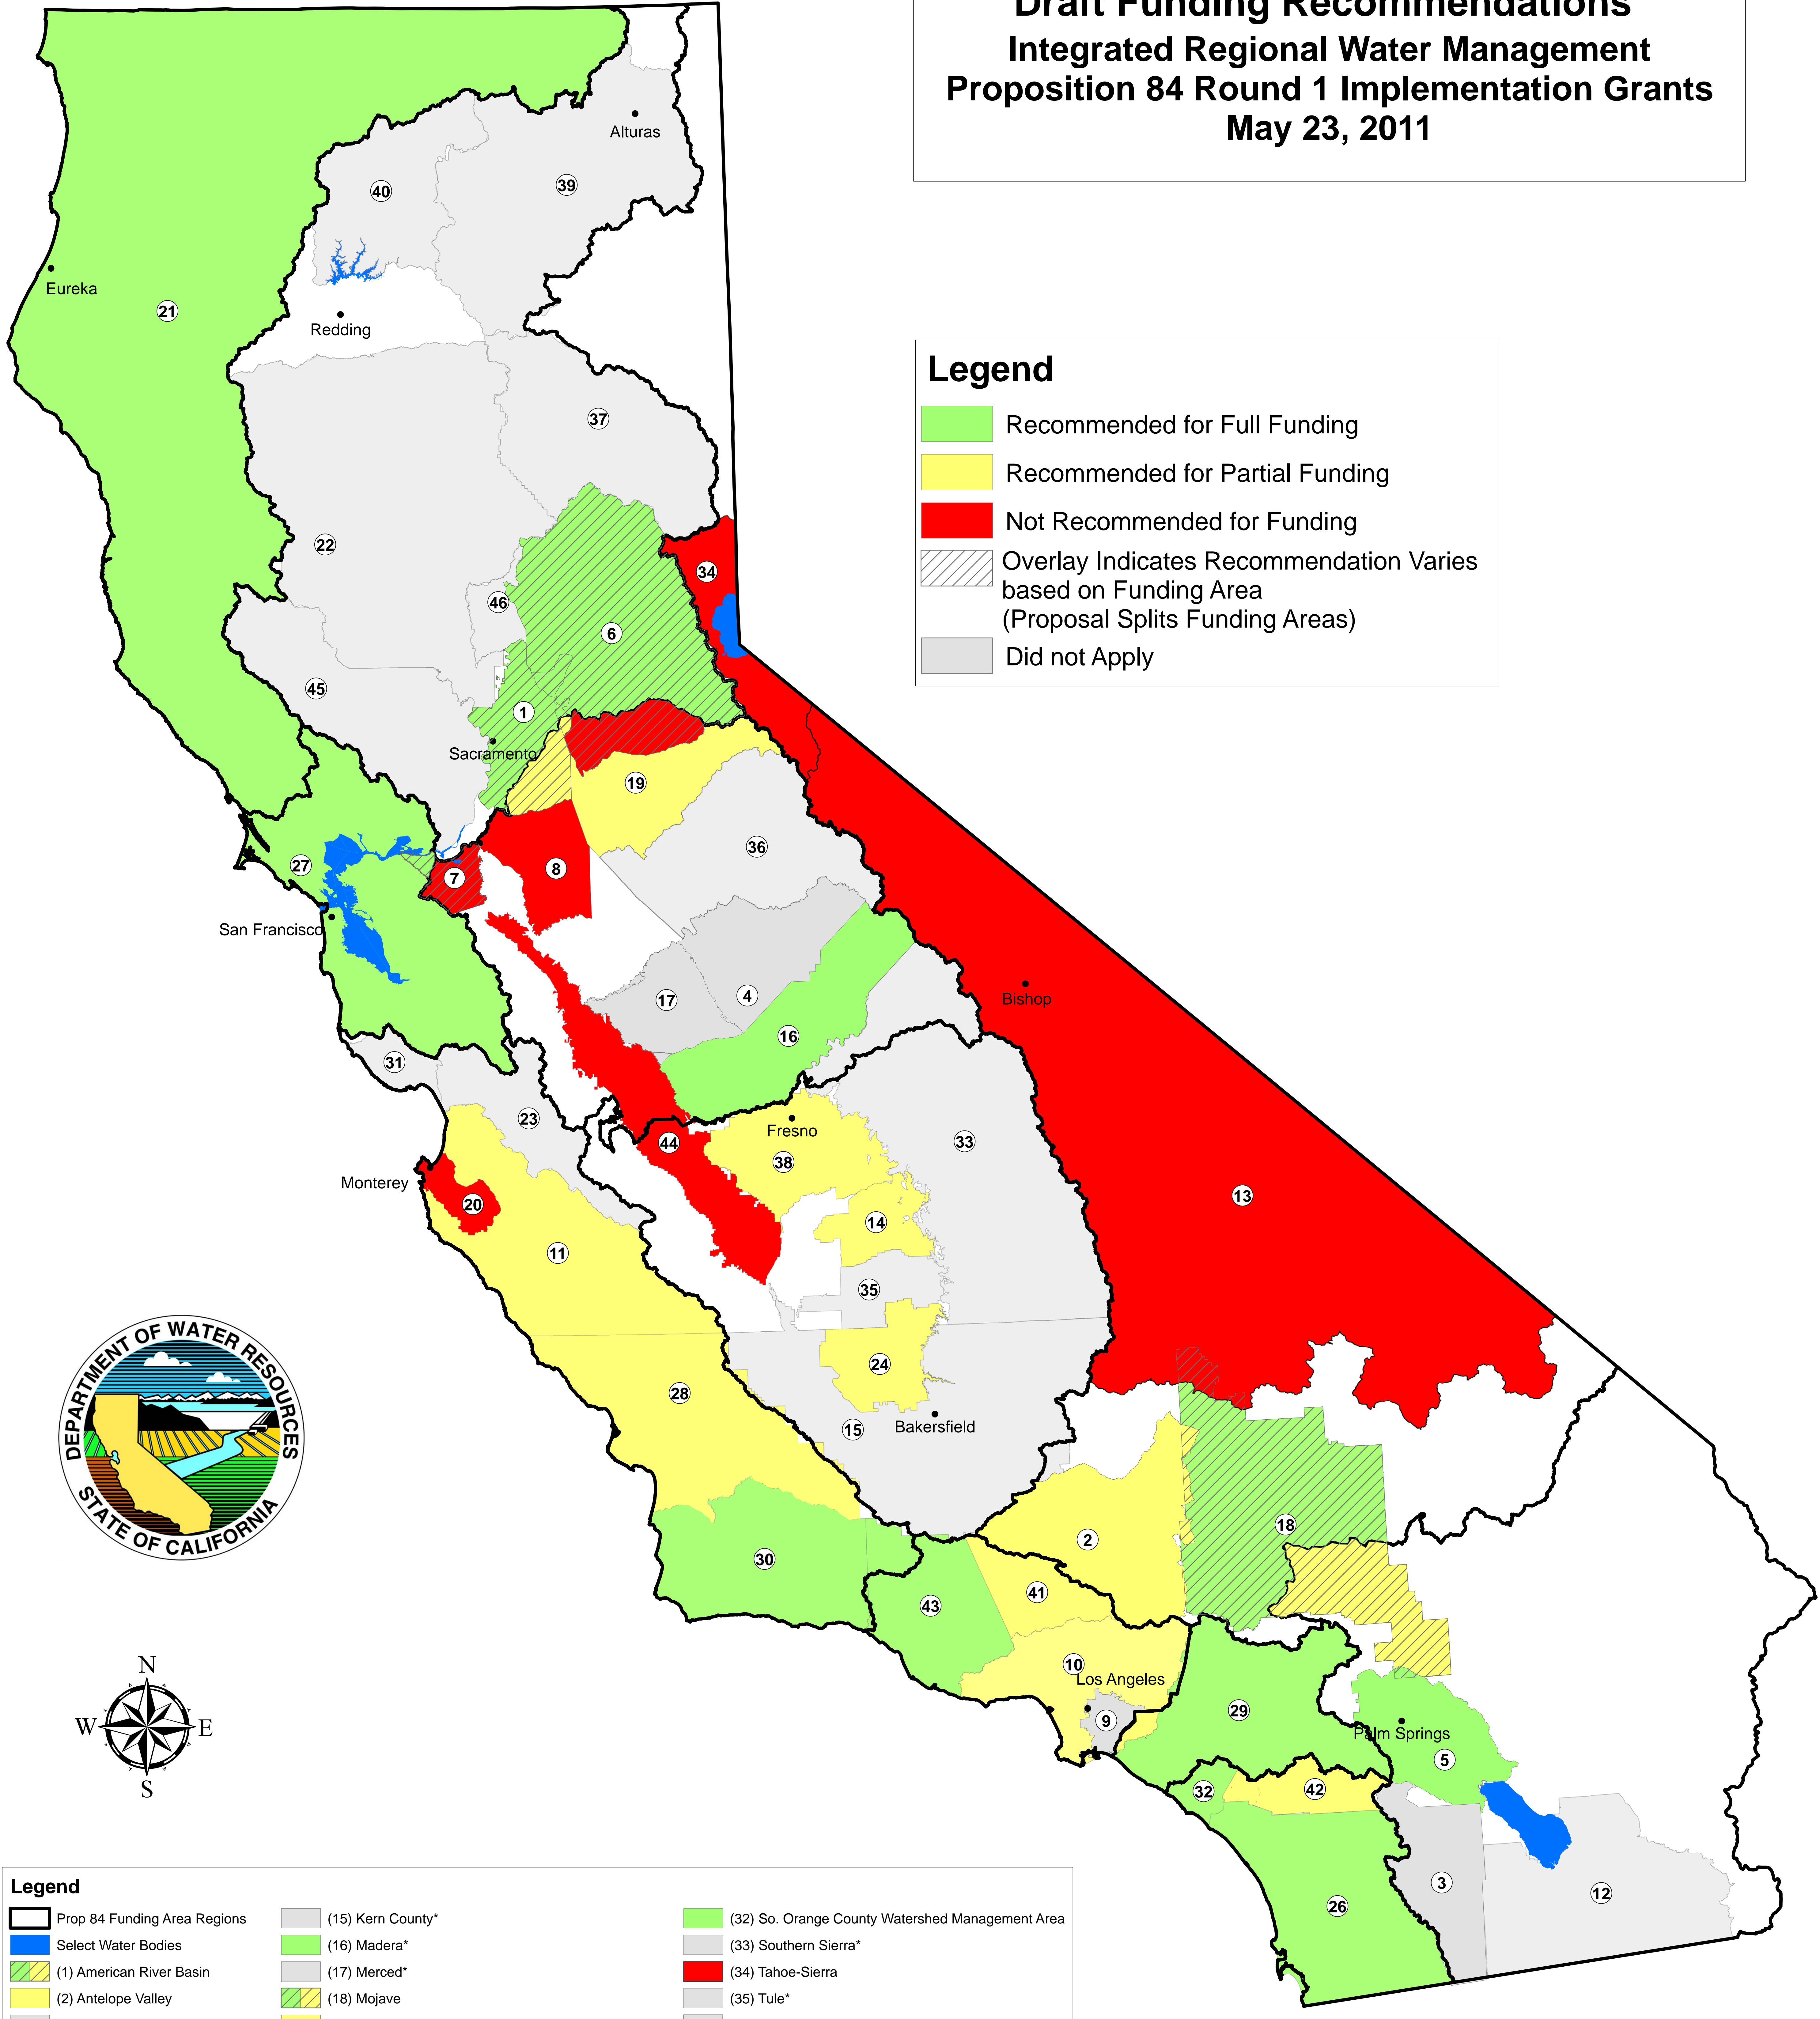 Draft Funding Recommendations
Integrated Regional Water Management
Proposition 84 Round 1 Implementation Grants
May 23, 2011
Legend
Recommended for Full Funding
Recommended for Partial Funding
Not Recommended for Funding
Overlay Indicates Recommendation Varies
based on Funding Area
(Proposal Splits Funding Areas)
Did not Apply
Alturas
40
39
Eureka
21
Redding
37
22
34
46
6
45
1
Sacramento
19
36
27
7
8
San Francisco
17
4
Bishop
16
31
23
Fresno
44
33
38
Monterey
20
13
14
11
35
24
28
15
Bakersfield
18
2
30
41
43
10
Los Angeles
9
29
Palm Springs
5
32
42
3
12
26
DEPARTMENT OF WATER RESOURCES
STATE OF CALIFORNIA
N
W
E
S
Legend
Prop 84 Funding Area Regions
Select Water Bodies
(1) American River Basin
(2) Antelope Valley
(15) Kern County*
(16) Madera*
(17) Merced*
(18) Mojave
(32) So. Orange County Watershed Management Area
(33) Southern Sierra*
(34) Tahoe-Sierra
(35) Tule*